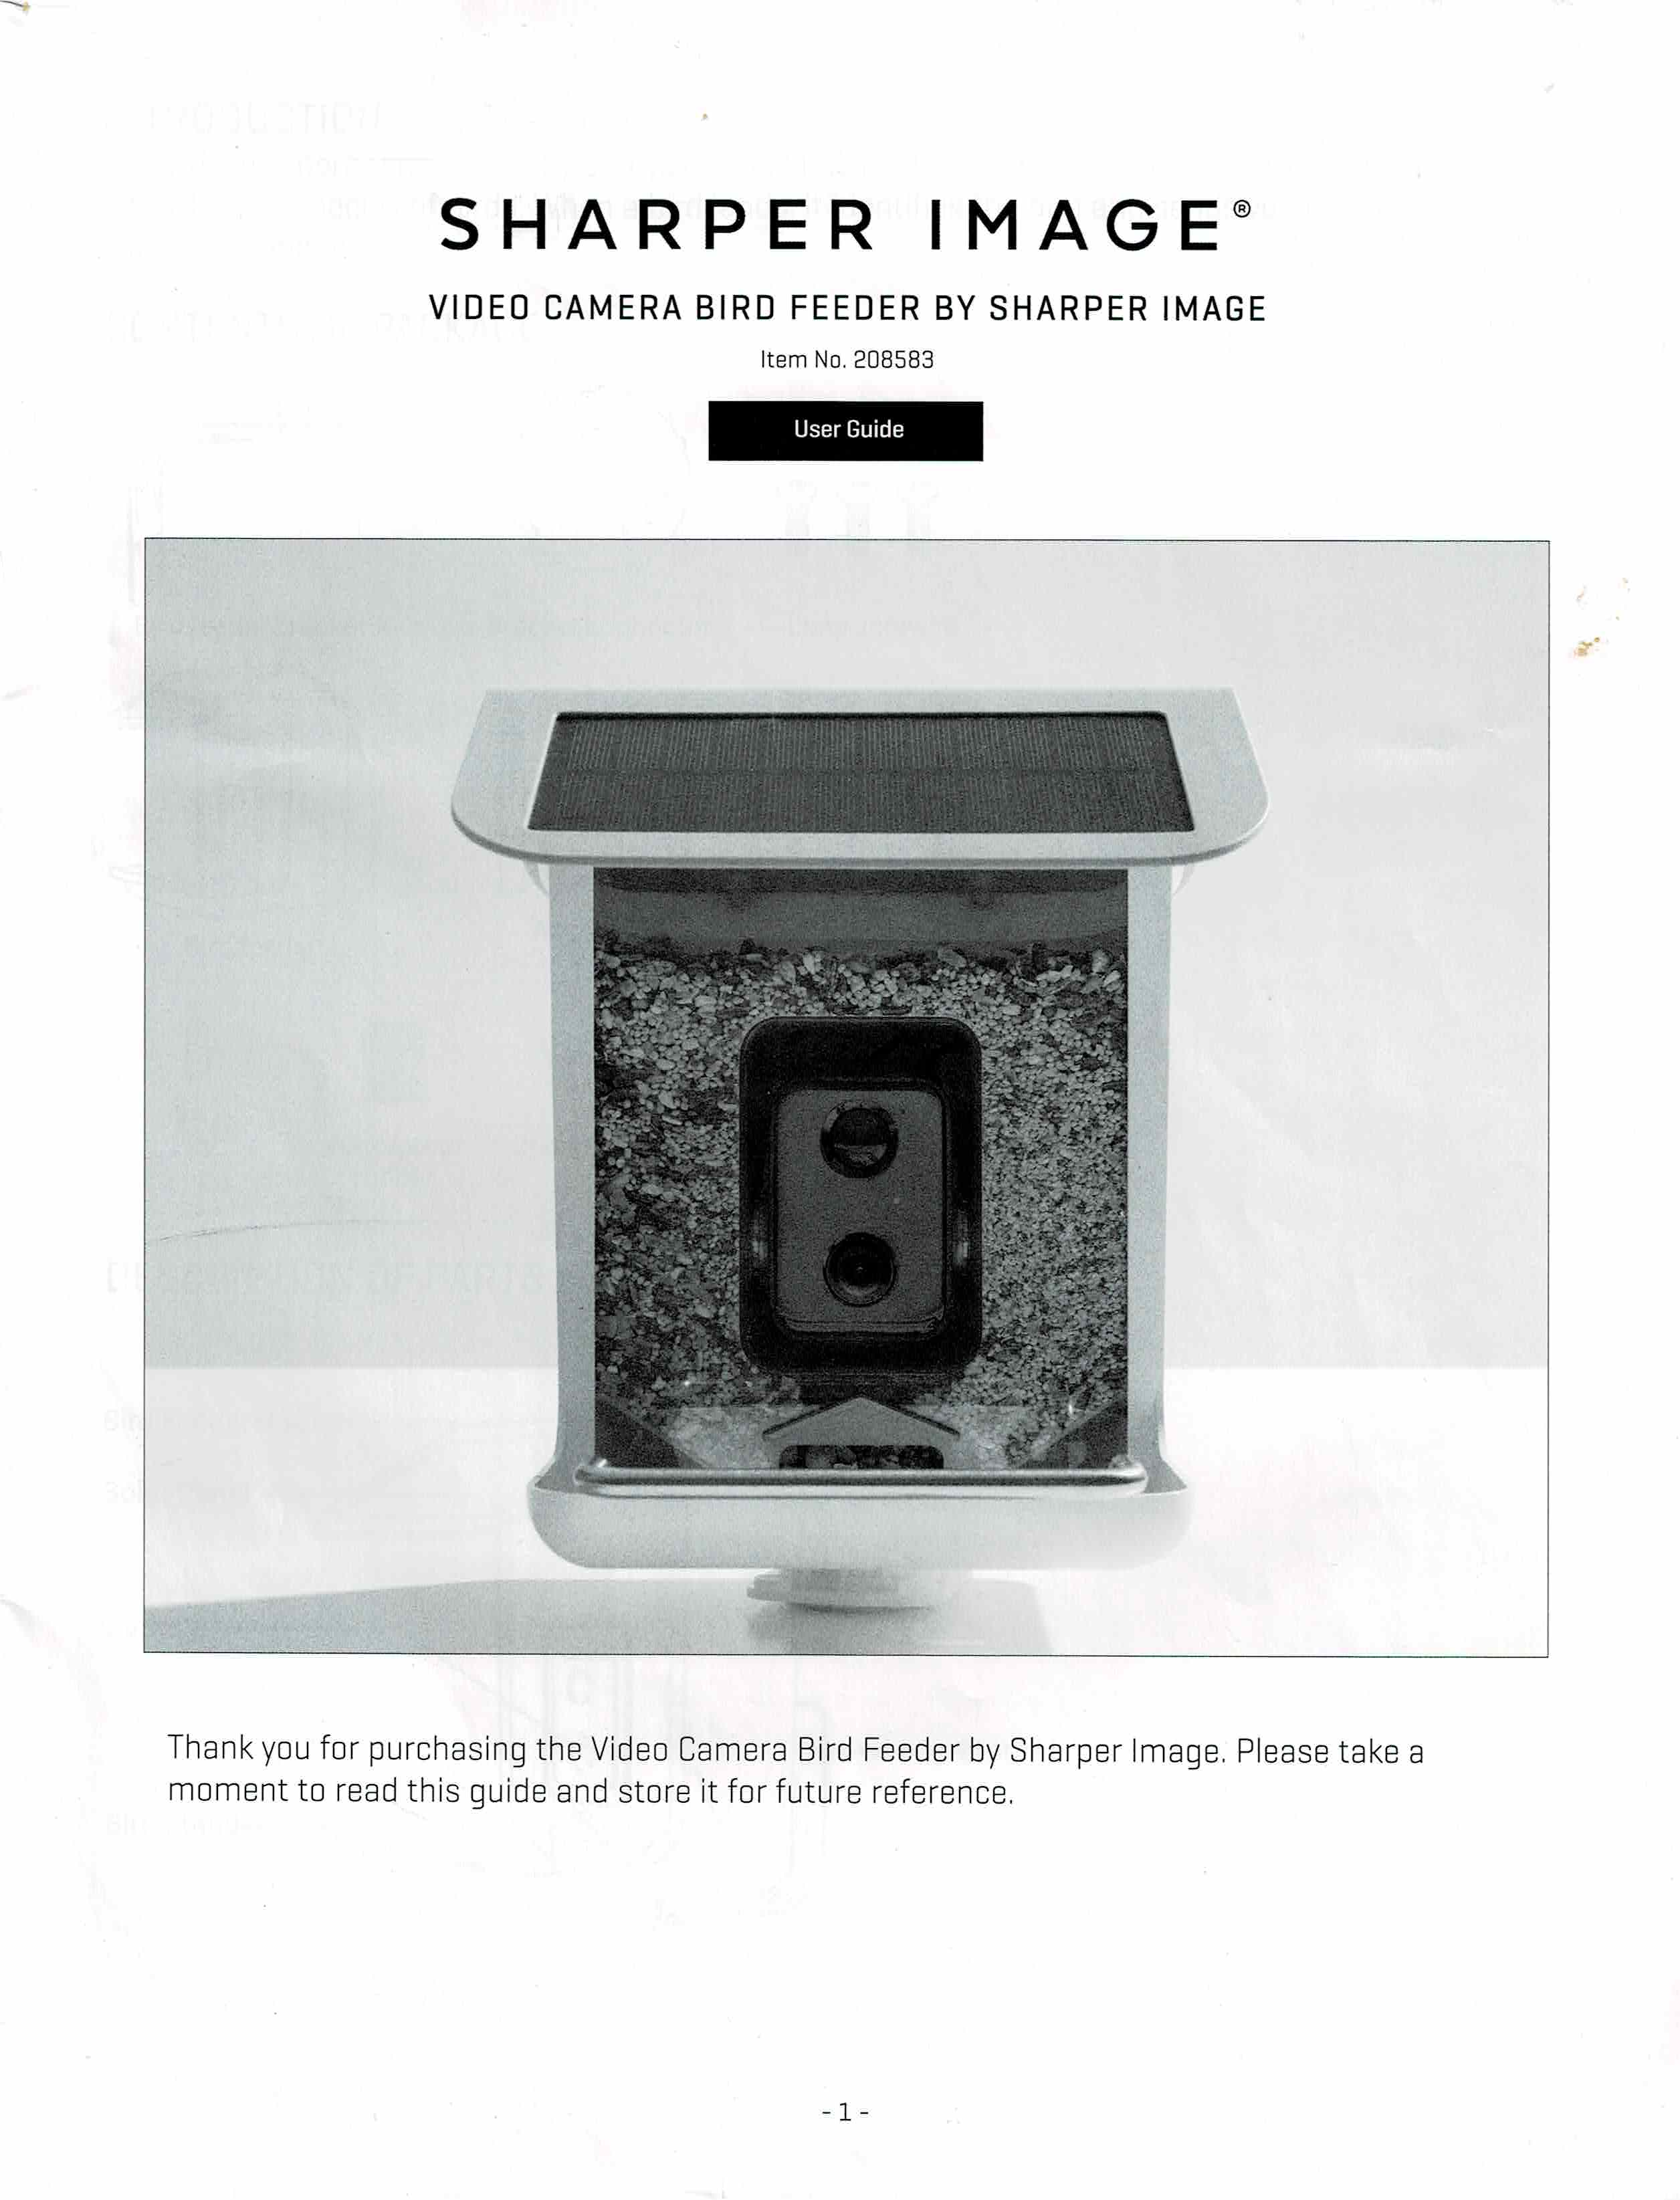 SHARPER IMAGE®
VIDEO CAMERA BIRD FEEDER BY SHARPER IMAGE
Item No. 208583
User Guide
Thank you for purchasing the Video Camera Bird Feeder by Sharper Image. Please take a
moment to read this guide and store it for future reference.
- 1 -